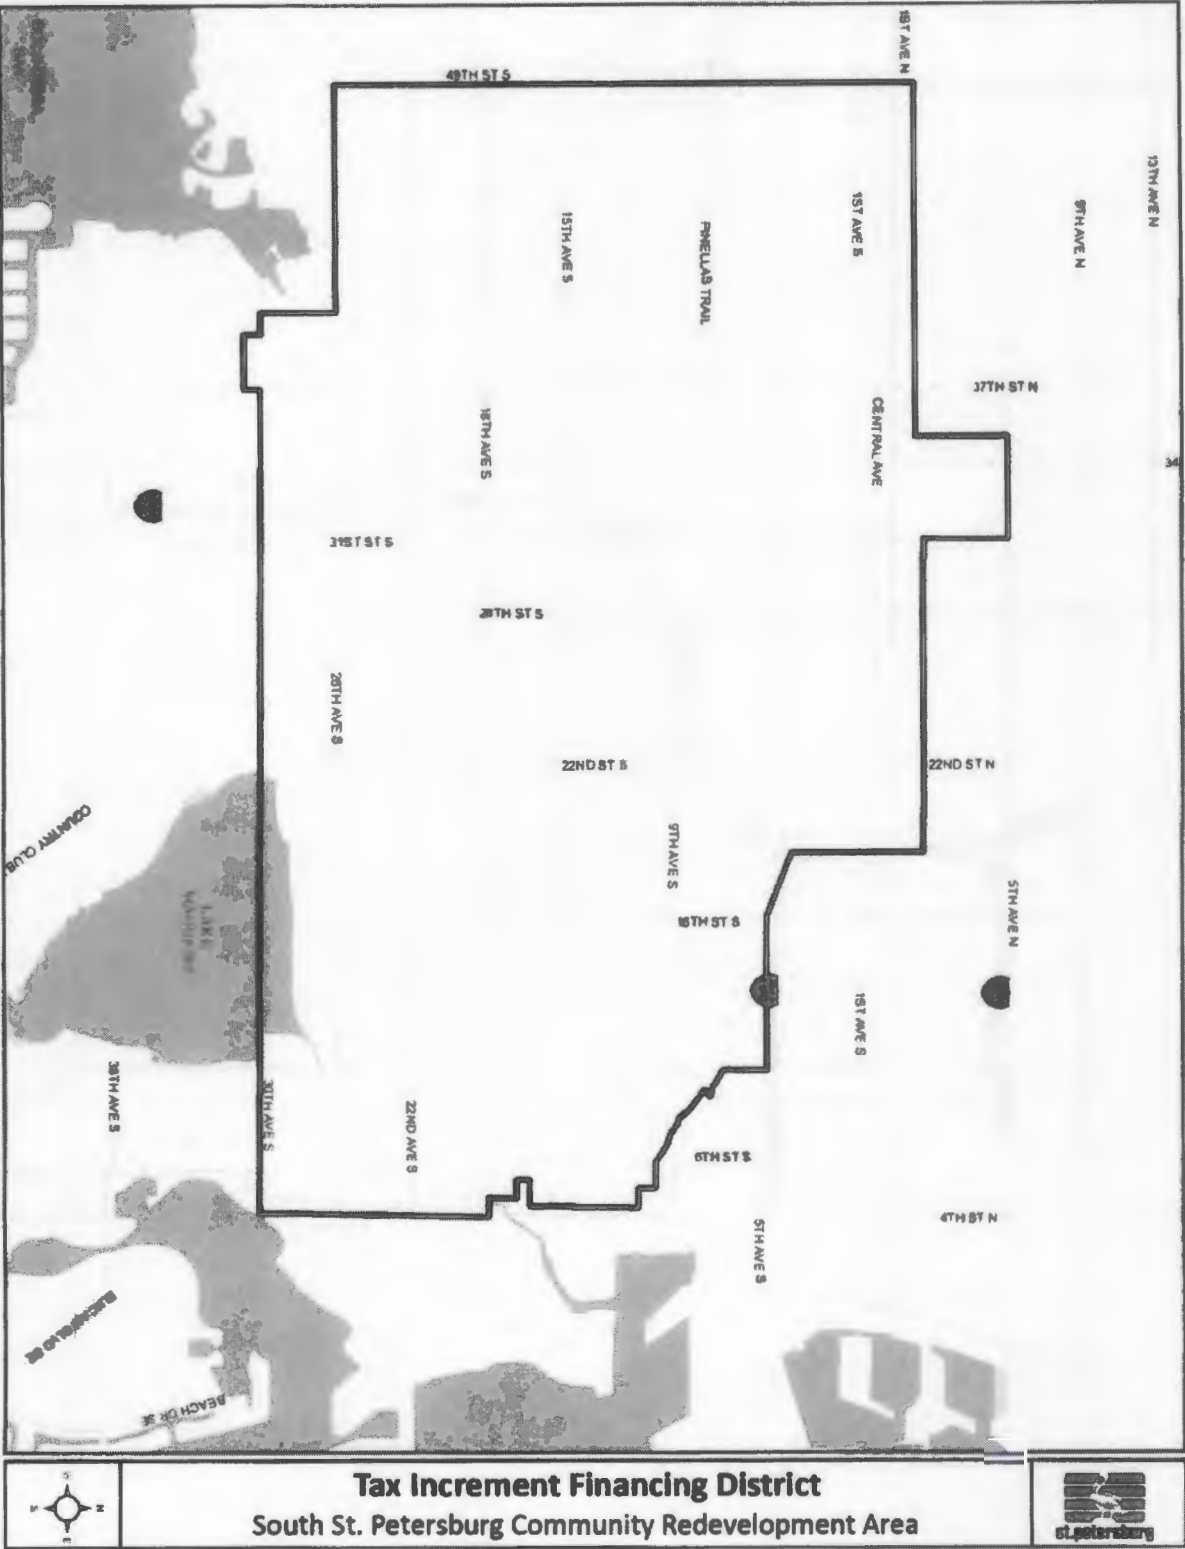 1ST AVE N
49TH ST S
13TH AVE N
15TH AVE S
PINELLAS TRAIL
1ST AVE S
9TH AVE N
37TH ST N
18TH AVE S
CENTRAL AVE
34
31ST ST S
28TH ST S
26TH AVE S
22ND ST S
22ND ST N
COUNTRY CLUB
9TH AVE S
LAKE
16TH ST S
5TH AVE N
1ST AVE S
38TH AVE S
30TH AVE S
22ND AVE S
6TH ST S
4TH ST N
5TH AVE S
BEACH DR SE
N
S
E
Tax Increment Financing District
South St. Petersburg Community Redevelopment Area
st.petersburg